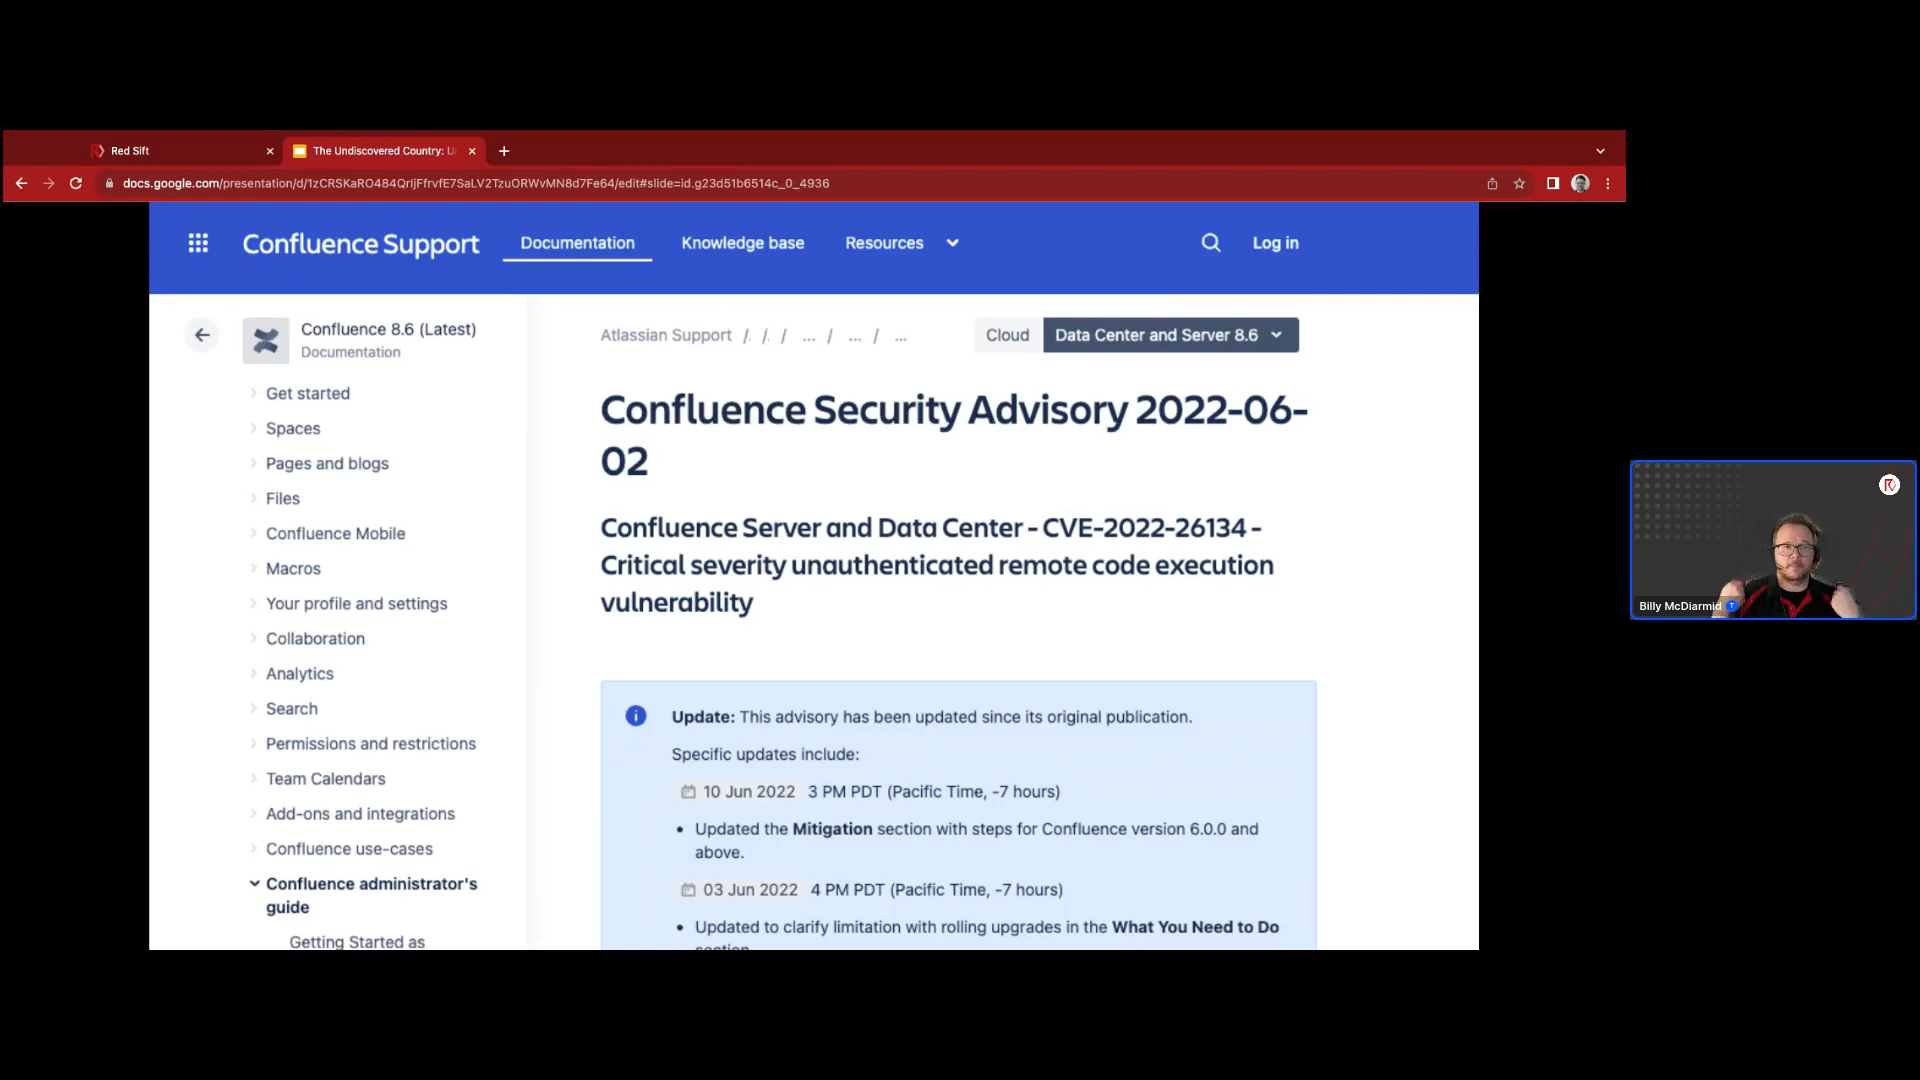 Red Sift
The Undiscovered Country: U
docs.google.com/presentation/d/1zCRSKaRO484QrIjFfrvfE7SaLV2TzuORWvMN8d7Fe64/edit#slide=id.g23d51b6514c_0_4936
Confluence Support
Documentation
Knowledge base
Resources
Log in
Confluence 8.6 (Latest)
Documentation
Get started
Spaces
Pages and blogs
Files
Confluence Mobile
Macros
Your profile and settings
Collaboration
Analytics
Search
Permissions and restrictions
Team Calendars
Add-ons and integrations
Confluence use-cases
Confluence administrator's
guide
Getting Started as
Atlassian Support / / / ... / ... / ...
Cloud
Data Center and Server 8.6
Confluence Security Advisory 2022-06-
02
Confluence Server and Data Center - CVE-2022-26134 -
Critical severity unauthenticated remote code execution
vulnerability
Update: This advisory has been updated since its original publication.
Specific updates include:
10 Jun 2022 3 PM PDT (Pacific Time, -7 hours)
• Updated the Mitigation section with steps for Confluence version 6.0.0 and
above.
03 Jun 2022 4 PM PDT (Pacific Time, -7 hours)
• Updated to clarify limitation with rolling upgrades in the What You Need to Do
section
Billy McDiarmid
T